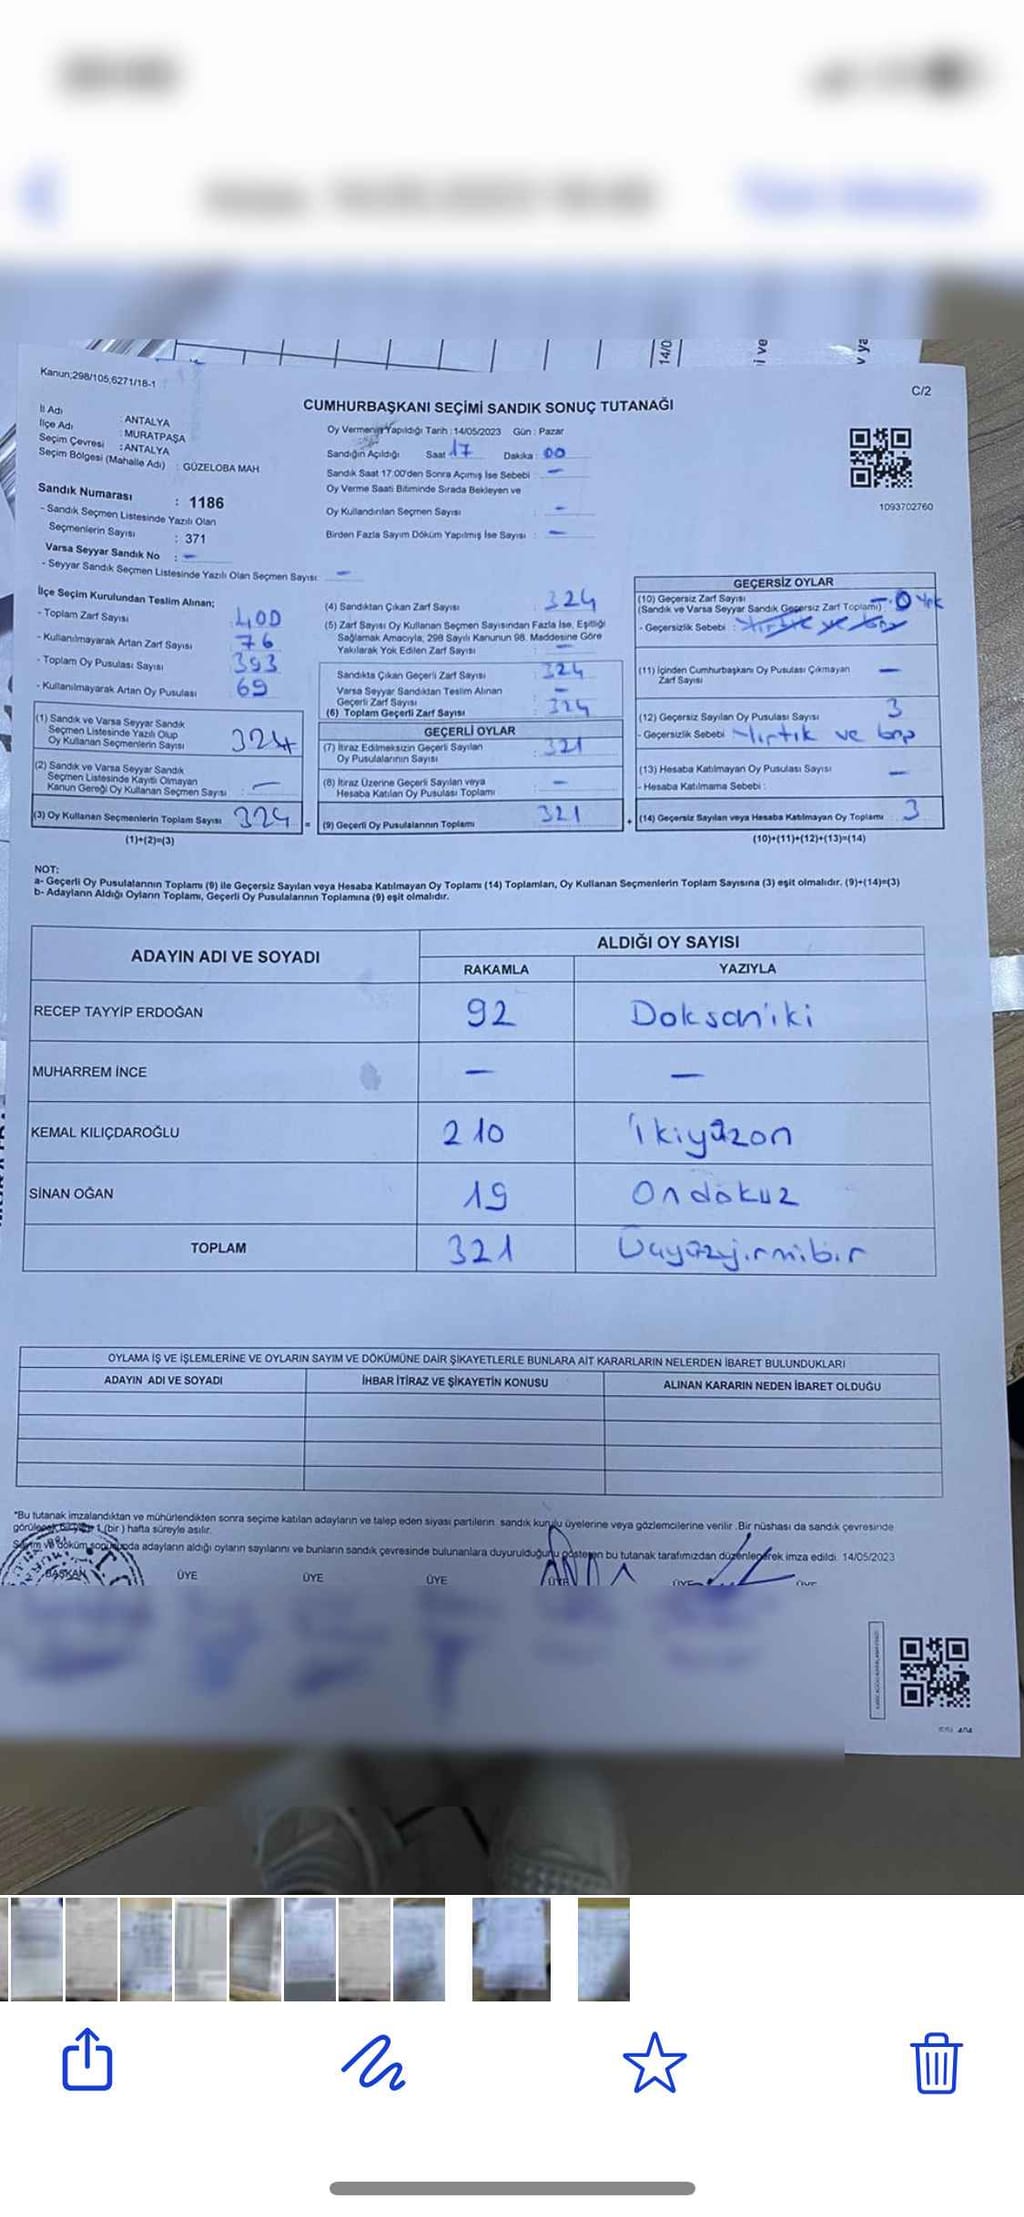 14/0
i ve
v ya
Kanun;298/105,6271/18-1
C/2
CUMHURBAŞKANI SEÇİMİ SANDIK SONUÇ TUTANAĞI
İl Adı : ANTALYA
İlçe Adı : MURATPAŞA
Seçim Çevresi : ANTALYA
Seçim Bölgesi (Mahalle Adı) : GÜZELOBA MAH.
Sandık Numarası : 1186
- Sandık Seçmen Listesinde Yazılı Olan
Seçmenlerin Sayısı : 371
Varsa Seyyar Sandık No : -
- Seyyar Sandık Seçmen Listesinde Yazılı Olan Seçmen Sayısı: -
Oy Vermenin Yapıldığı Tarih : 14/05/2023 Gün : Pazar
Sandığın Açıldığı Saat 17 Dakika : 00
Sandık Saat 17:00'den Sonra Açımış İse Sebebi : -
Oy Verme Saati Bitiminde Sırada Bekleyen ve
Oy Kullandırılan Seçmen Sayısı : -
Birden Fazla Sayım Döküm Yapılmış İse Sayısı : -
1093702760
İlçe Seçim Kurulundan Teslim Alınan;
- Toplam Zarf Sayısı : 400
- Kullanılmayarak Artan Zarf Sayısı : 76
- Toplam Oy Pusulası Sayısı : 393
- Kullanılmayarak Artan Oy Pusulası : 69
(1) Sandık ve Varsa Seyyar Sandık
Seçmen Listesinde Yazılı Olup
Oy Kullanan Seçmenlerin Sayısı : 324
(2) Sandık ve Varsa Seyyar Sandık
Seçmen Listesinde Kayıtlı Olmayan
Kanun Gereği Oy Kullanan Seçmen Sayısı : -
(3) Oy Kullanan Seçmenlerin Toplam Sayısı : 324 =
(1)+(2)=(3)
(4) Sandıktan Çıkan Zarf Sayısı : 324
(5) Zarf Sayısı Oy Kullanan Seçmen Sayısından Fazla İse, Eşitliği
Sağlamak Amacıyla, 298 Sayılı Kanunun 98. Maddesine Göre
Yakılarak Yok Edilen Zarf Sayısı : -
Sandıkta Çıkan Geçerli Zarf Sayısı : 324
Varsa Seyyar Sandıktan Teslim Alınan
Geçerli Zarf Sayısı : -
(6) Toplam Geçerli Zarf Sayısı : 324
GEÇERLİ OYLAR
(7) İtiraz Edilmeksizin Geçerli Sayılan
Oy Pusulalarının Sayısı : 321
(8) İtiraz Üzerine Geçerli Sayılan veya
Hesaba Katılan Oy Pusulası Toplamı : -
(9) Geçerli Oy Pusulalarının Toplamı : 321 +
GEÇERSİZ OYLAR
(10) Geçersiz Zarf Sayısı
(Sandık ve Varsa Seyyar Sandık Geçersiz Zarf Toplamı) : 0 Yok
- Geçersizlik Sebebi :
(11) İçinden Cumhurbaşkanı Oy Pusulası Çıkmayan
Zarf Sayısı : -
(12) Geçersiz Sayılan Oy Pusulası Sayısı : 3
- Geçersizlik Sebebi : Yırtık ve boş
(13) Hesaba Katılmayan Oy Pusulası Sayısı : -
- Hesaba Katılmama Sebebi :
(14) Geçersiz Sayılan veya Hesaba Katılmayan Oy Toplamı : 3
(10)+(11)+(12)+(13)=(14)
NOT:
a- Geçerli Oy Pusulalarının Toplamı (9) ile Geçersiz Sayılan veya Hesaba Katılmayan Oy Toplamı (14) Toplamları, Oy Kullanan Seçmenlerin Toplam Sayısına (3) eşit olmalıdır. (9)+(14)=(3)
b- Adayların Aldığı Oyların Toplamı, Geçerli Oy Pusulalarının Toplamına (9) eşit olmalıdır.
ADAYIN ADI VE SOYADI ALDIĞI OY SAYISI
RAKAMLA YAZIYLA
RECEP TAYYİP ERDOĞAN 92 Doksan iki
MUHARREM İNCE - -
KEMAL KILIÇDAROĞLU 210 İkiyüzon
SİNAN OĞAN 19 Ondokuz
TOPLAM 321 Üçyüzyirmibir
OYLAMA İŞ VE İŞLEMLERİNE VE OYLARIN SAYIM VE DÖKÜMÜNE DAİR ŞİKAYETLERLE BUNLARA AİT KARARLARIN NELERDEN İBARET BULUNDUKLARI
ADAYIN ADI VE SOYADI İHBAR İTİRAZ VE ŞİKAYETİN KONUSU ALINAN KARARIN NEDEN İBARET OLDUĞU
"Bu tutanak imzalandıktan ve mühürlendikten sonra seçime katılan adayların ve talep eden siyasi partilerin sandık kurulu üyelerine veya gözlemcilerine verilir .Bir nüshası da sandık çevresinde
1 (bir ) hafta süreyle asılır.
Sayım ve döküm sonucunda adayların aldığı oyların sayılarını ve bunların sandık çevresinde bulunanlara duyurulduğunu gösteren bu tutanak tarafımızdan düzenlenerek imza edildi. 14/05/2023
BAŞKAN ÜYE ÜYE ÜYE ÜYE ÜYE ÜYE